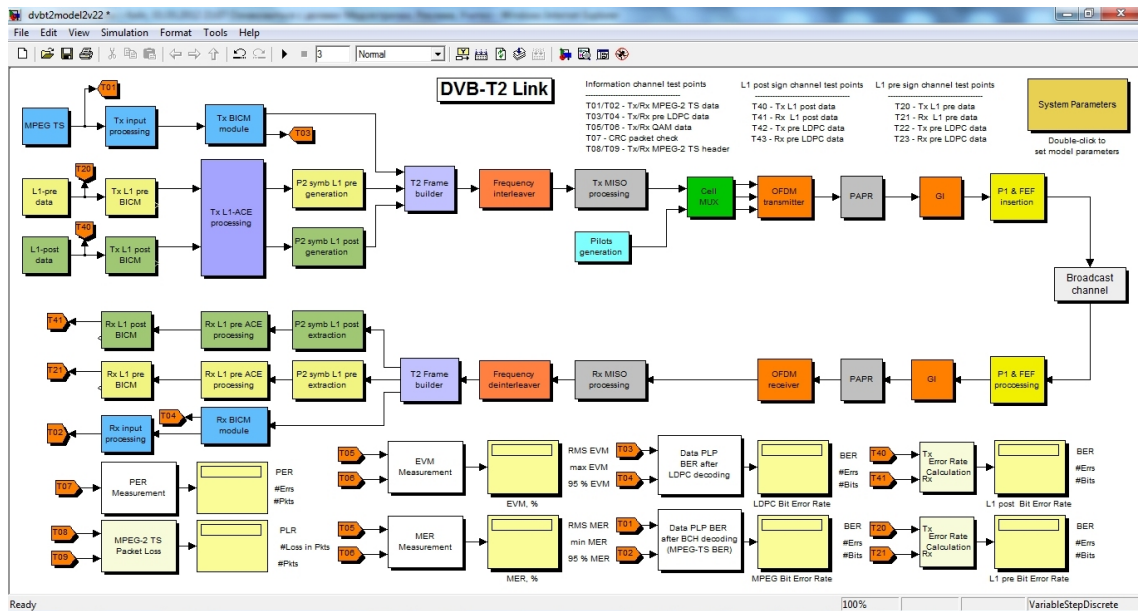 dvbt2model2v22 *
File Edit View Simulation Format Tools Help
3
Normal
DVB-T2 Link
Information channel test points
T01/T04 - Tx/Rx MPEG-2 TS data
T03/T04 - Tx/Rx pre LDPC data
T05/T06 - Tx/Rx QAM data
T07 - CRC packet check
T08/T09 - Tx/Rx MPEG-2 TS header
L1 post sign channel test points
T40 - Tx L1 post data
T41 - Rx L1 post data
T42 - Tx pre LDPC data
T43 - Rx pre LDPC data
L1 pre sign channel test points
T20 - Tx L1 pre data
T21 - Rx L1 pre data
T22 - Tx pre LDPC data
T23 - Rx pre LDPC data
System Parameters
Double-click to
set model parameters
T01
MPEG TS
Tx input
processing
Tx BICM
module
T03
T20
L1-pre
data
Tx L1 pre
BICM
Tx L1-ACE
processing
P2 symb L1 pre
generation
T2 Frame
builder
Frequency
interleaver
Tx MISO
processing
Cell
MUX
OFDM
transmitter
PAPR
GI
P1 & FEF
insertion
T40
L1-post
data
Tx L1 post
BICM
P2 symb L1 post
generation
Pilots
generation
Broadcast
channel
T41
Rx L1 post
BICM
Rx L1 pre ACE
processing
P2 symb L1 post
extraction
T21
Rx L1 pre
BICM
Rx L1 pre ACE
processing
P2 symb L1 pre
extraction
T2 Frame
builder
Frequency
deinterleaver
Rx MISO
processing
OFDM
receiver
PAPR
GI
P1 & FEF
proccessing
T04
T02
Rx input
processing
Rx BICM
module
T07
PER
Measurement
PER
#Errs
#Pkts
T05
T06
EVM
Measurement
EVM, %
RMS EVM
max EVM
95 % EVM
T03
T04
Data PLP
BER after
LDPC decoding
LDPC Bit Error Rate
BER
#Errs
#Bits
T40
T41
Tx
Rx
Error Rate
Calculation
L1 post Bit Error Rate
BER
#Errs
#Bits
T08
T09
MPEG-2 TS
Packet Loss
PLR
#Loss in Pkts
#Pkts
T05
T06
MER
Measurement
MER, %
RMS MER
min MER
95 % MER
T01
T02
Data PLP BER
after BCH decoding
(MPEG-TS BER)
MPEG Bit Error Rate
BER
#Errs
#Bits
T20
T21
Tx
Rx
Error Rate
Calculation
L1 pre Bit Error Rate
BER
#Errs
#Bits
Ready
100%
VariableStepDiscrete